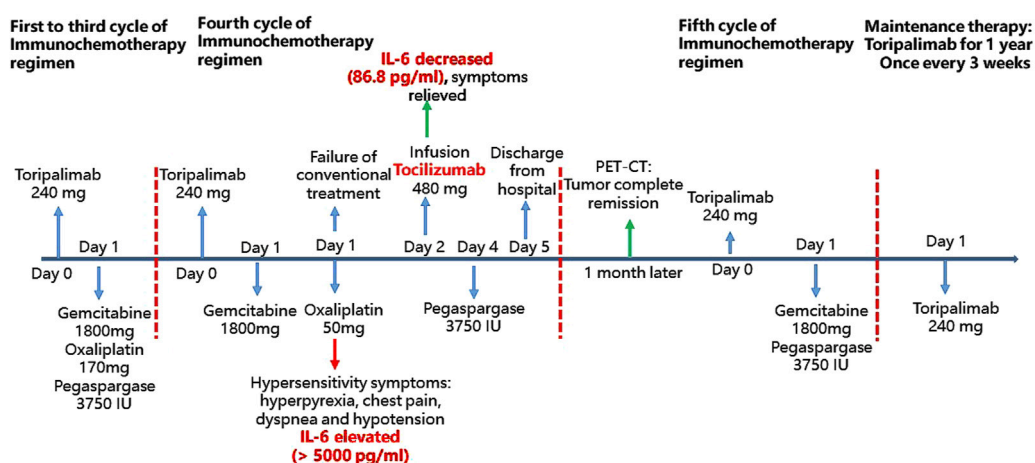 First to third cycle of
Immunochemotherapy
regimen
Fourth cycle of
Immunochemotherapy
regimen
IL-6 decreased
(86.8 pg/ml), symptoms
relieved
Fifth cycle of
Immunochemotherapy
regimen
Maintenance therapy:
Toripalimab for 1 year
Once every 3 weeks
Toripalimab
240 mg
Toripalimab
240 mg
Failure of
conventional
treatment
Infusion
Tocilizumab
480 mg
Discharge
from
hospital
PET-CT:
Tumor complete
remission
Toripalimab
240 mg
Day 1
Day 1
Day 1
Day 2
Day 4
Day 5
Day 1
Day 1
Day 0
Day 0
1 month later
Day 0
Gemcitabine
1800mg
Oxaliplatin
170mg
Pegaspargase
3750 IU
Gemcitabine
1800mg
Oxaliplatin
50mg
Pegaspargase
3750 IU
Gemcitabine
1800mg
Pegaspargase
3750 IU
Toripalimab
240 mg
Hypersensitivity symptoms:
hyperpyrexia, chest pain,
dyspnea and hypotension
IL-6 elevated
(> 5000 pg/ml)